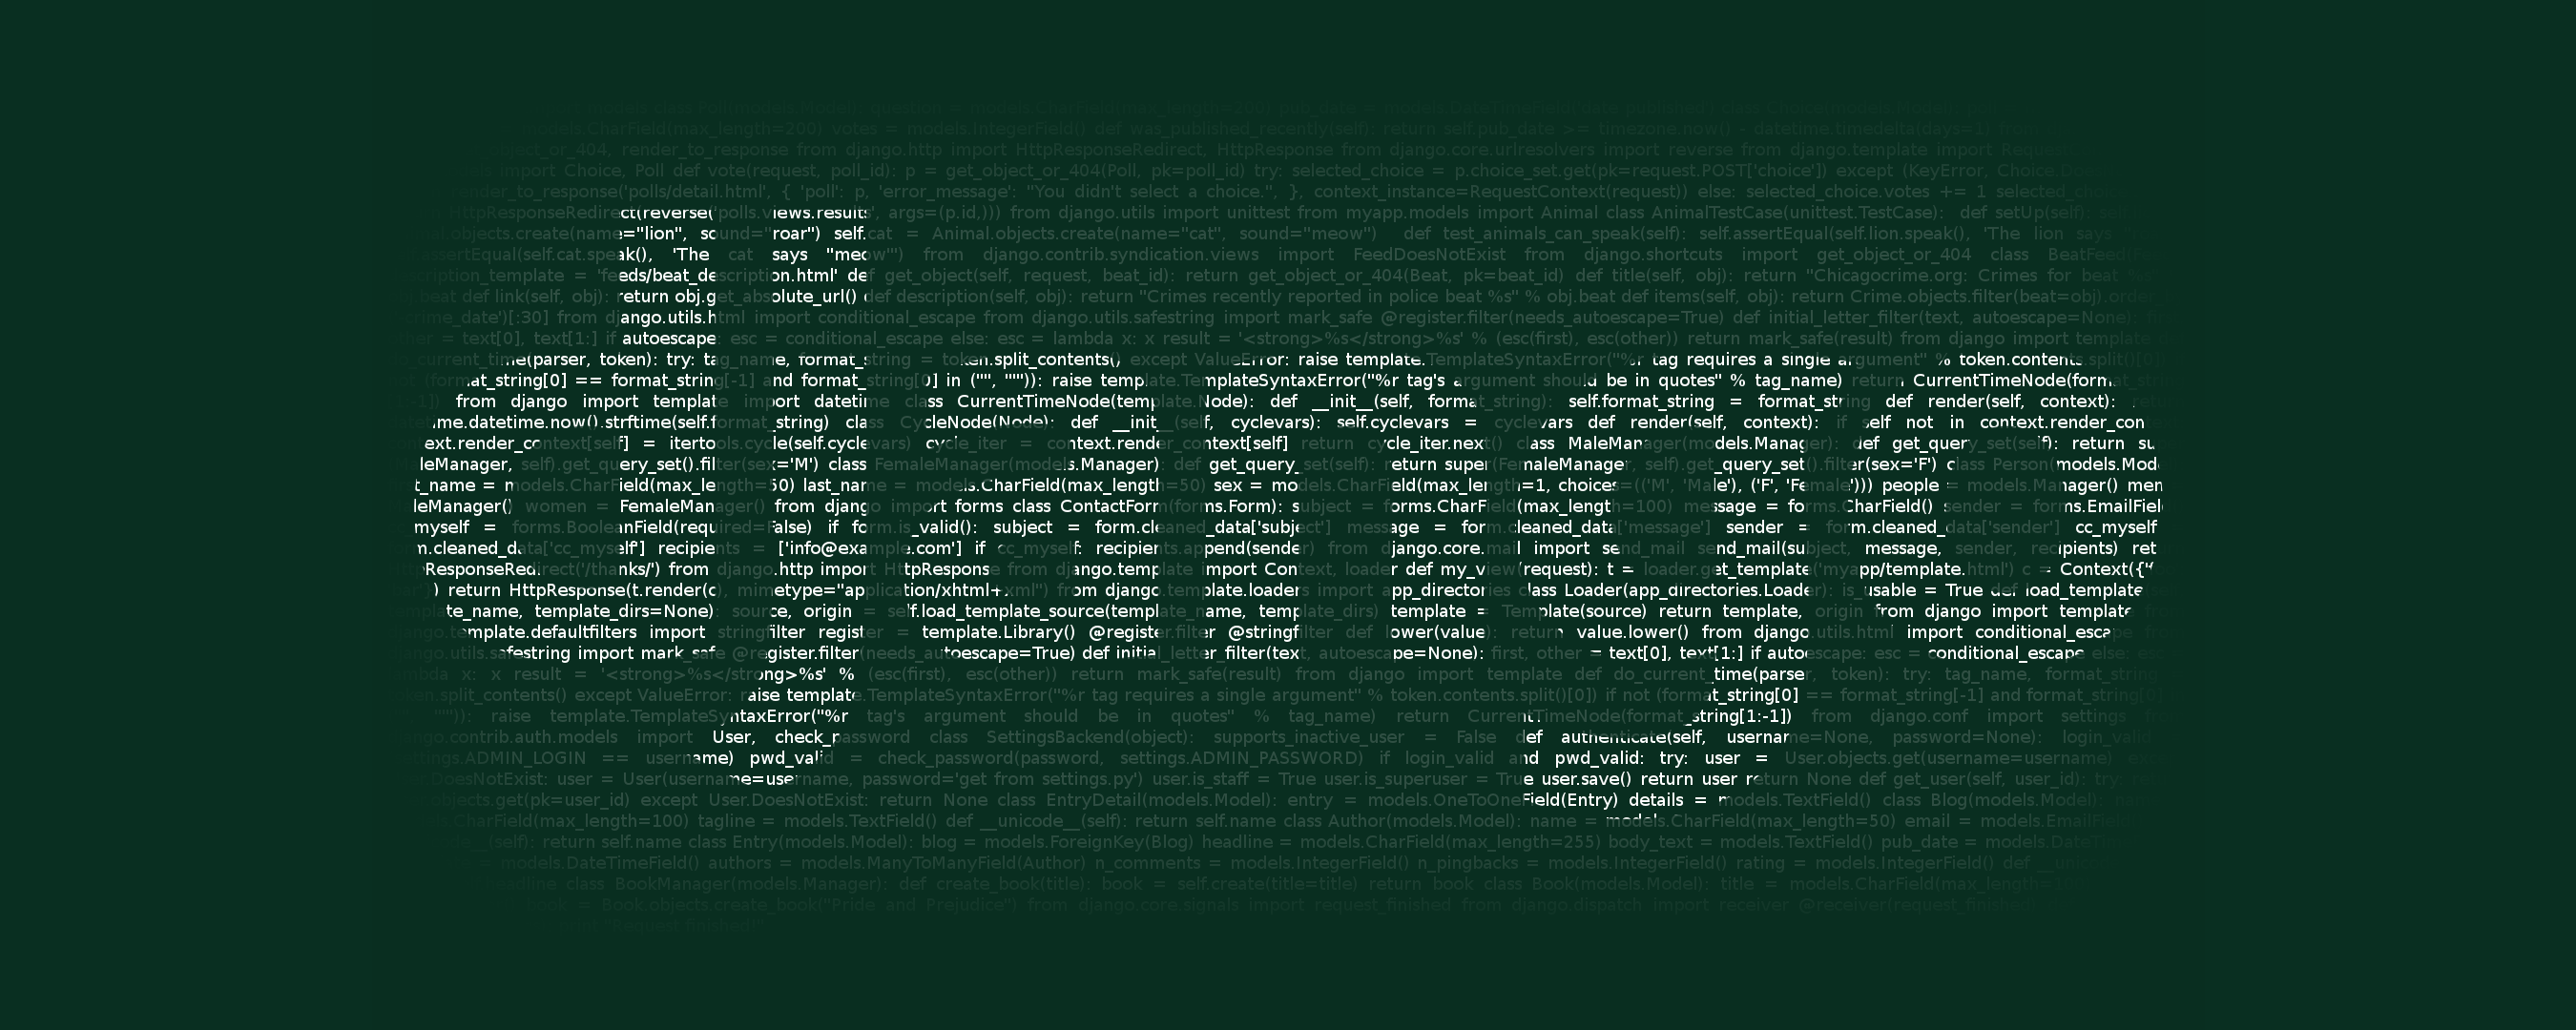 models class Poll(models.Model): question = models.CharField(max_length=200) pub_date = models.DateTimeField('date published') class Choice(models.Model):
models.CharField(max_length=200) votes = models.IntegerField() def was_published_recently(self): return self.pub_date >= timezone.now() - datetime.timedelta(days=1) from
object_or_404, render_to_response from django.http import HttpResponseRedirect, HttpResponse from django.core.urlresolvers import reverse from django.template import
import Choice, Poll def vote(request, poll_id): p = get_object_or_404(Poll, pk=poll_id) try: selected_choice = p.choice_set.get(pk=request.POST['choice']) except (KeyError,
render_to_response('polls/detail.html', { 'poll': p, 'error_message': "You didn't select a choice.", }, context_instance=RequestContext(request)) else: selected_choice.votes += 1
HttpResponseRedirect(reverse('polls.views.results', args=(p.id,))) from django.utils import unittest from myapp.models import Animal class AnimalTestCase(unittest.TestCase): def setUp(self):
objects.create(name="lion", sound="roar") self.cat = Animal.objects.create(name="cat", sound="meow") def test_animals_can_speak(self): self.assertEqual(self.lion.speak(), 'The lion says
assertEqual(self.cat.speak(), 'The cat says "meow"') from django.contrib.syndication.views import FeedDoesNotExist from django.shortcuts import get_object_or_404 class
cription_template = 'feeds/beat_description.html' def get_object(self, request, beat_id): return get_object_or_404(Beat, pk=beat_id) def title(self, obj): return "Chicagocrime.org: Crimes for beat
obj.beat def link(self, obj): return obj.get_absolute_url() def description(self, obj): return "Crimes recently reported in police beat %s" % obj.beat def items(self, obj): return Crime.objects.filter(beat=obj).order_
-crime_date')[:30] from django.utils.html import conditional_escape from django.utils.safestring import mark_safe @register.filter(needs_autoescape=True) def initial_letter_filter(text, autoescape=None):
other = text[0], text[1:] if autoescape: esc = conditional_escape else: esc = lambda x: x result = '<strong>%s</strong>%s' % (esc(first), esc(other)) return mark_safe(result) from django import template
do_current_time(parser, token): try: tag_name, format_string = token.split_contents() except ValueError: raise template.TemplateSyntaxError("%r tag requires a single argument" % token.contents.split()[0])
not (format_string[0] == format_string[-1] and format_string[0] in ('"', "'")): raise template.TemplateSyntaxError("%r tag's argument should be in quotes" % tag_name) return CurrentTimeNode(format_str
:-1]) from django import template import datetime class CurrentTimeNode(template.Node): def __init__(self, format_string): self.format_string = format_string def render(self, context):
datetime.datetime.now().strftime(self.format_string) class CycleNode(Node): def __init__(self, cyclevars): self.cyclevars = cyclevars def render(self, context): if self not in context.render_con
context.render_context[self] = itertools.cycle(self.cyclevars) cycle_iter = context.render_context[self] return cycle_iter.next() class MaleManager(models.Manager): def get_query_set(self): return su
MaleManager, self).get_query_set().filter(sex='M') class FemaleManager(models.Manager): def get_query_set(self): return super(FemaleManager, self).get_query_set().filter(sex='F') class Person(models.Mode
first_name = models.CharField(max_length=50) last_name = models.CharField(max_length=50) sex = models.CharField(max_length=1, choices=(('M', 'Male'), ('F', 'Female'))) people = models.Manager() men
MaleManager() women = FemaleManager() from django import forms class ContactForm(forms.Form): subject = forms.CharField(max_length=100) message = forms.CharField() sender = forms.EmailField
myself = forms.BooleanField(required=False) if form.is_valid(): subject = form.cleaned_data['subject'] message = form.cleaned_data['message'] sender = form.cleaned_data['sender'] cc_myself
form.cleaned_data['cc_myself'] recipients = ['info@example.com'] if cc_myself: recipients.append(sender) from django.core.mail import send_mail send_mail(subject, message, sender, recipients) ret
HttpResponseRedirect('/thanks/') from django.http import HttpResponse from django.template import Context, loader def my_view(request): t = loader.get_template('myapp/template.html') c = Context({"
bar'}) return HttpResponse(t.render(c), mimetype="application/xhtml+xml") from django.template.loaders import app_directories class Loader(app_directories.Loader): is_usable = True def load_template
template_name, template_dirs=None): source, origin = self.load_template_source(template_name, template_dirs) template = Template(source) return template, origin from django import template from
django.template.defaultfilters import stringfilter register = template.Library() @register.filter @stringfilter def lower(value): return value.lower() from django.utils.html import conditional_escape from
django.utils.safestring import mark_safe @register.filter(needs_autoescape=True) def initial_letter_filter(text, autoescape=None): first, other = text[0], text[1:] if autoescape: esc = conditional_escape else: esc
lambda x: x result = '<strong>%s</strong>%s' % (esc(first), esc(other)) return mark_safe(result) from django import template def do_current_time(parser, token): try: tag_name, format_string
token.split_contents() except ValueError: raise template.TemplateSyntaxError("%r tag requires a single argument" % token.contents.split()[0]) if not (format_string[0] == format_string[-1] and format_string[0]
"'")): raise template.TemplateSyntaxError("%r tag's argument should be in quotes" % tag_name) return CurrentTimeNode(format_string[1:-1]) from django.conf import settings from
django.contrib.auth.models import User, check_password class SettingsBackend(object): supports_inactive_user = False def authenticate(self, username=None, password=None): login_valid
settings.ADMIN_LOGIN == username) pwd_valid = check_password(password, settings.ADMIN_PASSWORD) if login_valid and pwd_valid: try: user = User.objects.get(username=username)
DoesNotExist: user = User(username=username, password='get from settings.py') user.is_staff = True user.is_superuser = True user.save() return user return None def get_user(self, user_id): try:
objects.get(pk=user_id) except User.DoesNotExist: return None class EntryDetail(models.Model): entry = models.OneToOneField(Entry) details = models.TextField() class Blog(models.Model):
CharField(max_length=100) tagline = models.TextField() def __unicode__(self): return self.name class Author(models.Model): name = models.CharField(max_length=50) email = models.EmailField
(self): return self.name class Entry(models.Model): blog = models.ForeignKey(Blog) headline = models.CharField(max_length=255) body_text = models.TextField() pub_date = models.DateTime
= models.DateTimeField() authors = models.ManyToManyField(Author) n_comments = models.IntegerField() n_pingbacks = models.IntegerField() rating = models.IntegerField() def
headline class BookManager(models.Manager): def create_book(title): book = self.create(title=title) return book class Book(models.Model): title = models.CharField(max_length=
book = Book.objects.create_book("Pride and Prejudice") from django.core.signals import request_finished from django.dispatch import receiver @receiver(request_finished)
"Request finished!"